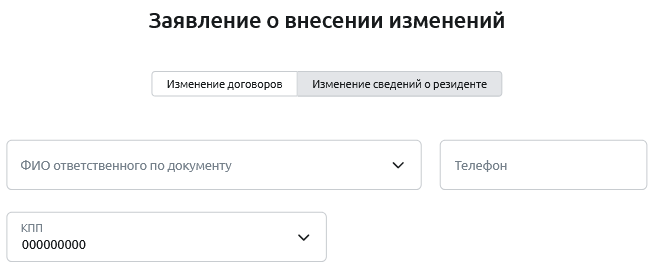 Заявление о внесении изменений
Изменение договоров Изменение сведений о резиденте
ФИО ответственного по документу Телефон
КПП
000000000